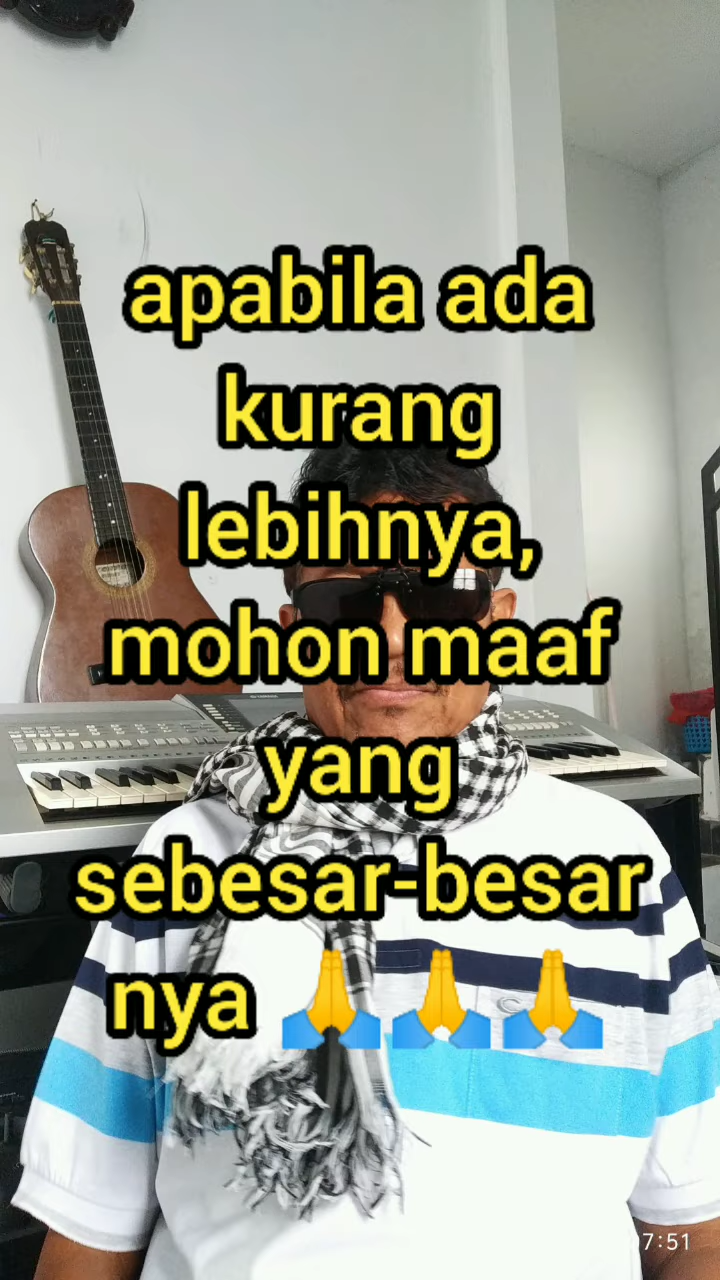 apabila ada
kurang
lebihnya,
mohon maaf
yang
sebesar-besar
nya 🙏🙏🙏
7:51